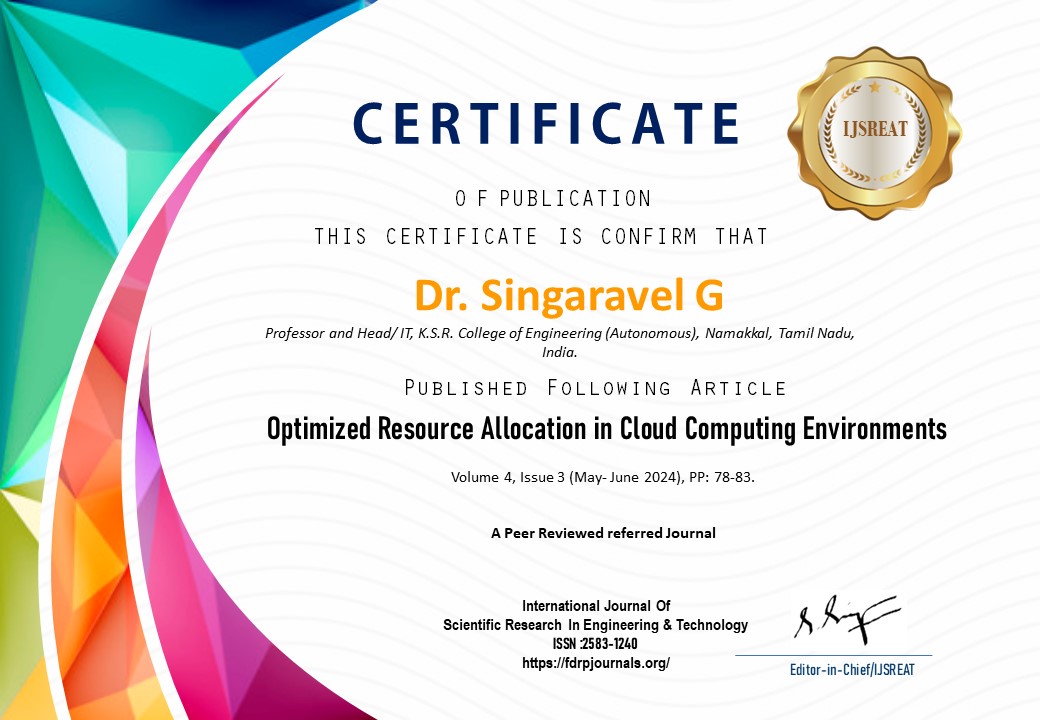 CERTIFICATE
IJSREAT
O F PUBLICATION
THIS CERTIFICATE IS CONFIRM THAT
Dr. Singaravel G
Professor and Head/ IT, K.S.R. College of Engineering (Autonomous), Namakkal, Tamil Nadu,
India.
Published Following Article
Optimized Resource Allocation in Cloud Computing Environments
Volume 4, Issue 3 (May- June 2024), PP: 78-83.
A Peer Reviewed referred Journal
International Journal Of
Scientific Research In Engineering & Technology
ISSN :2583-1240
https://fdrpjournals.org/
Editor-in-Chief/IJSREAT